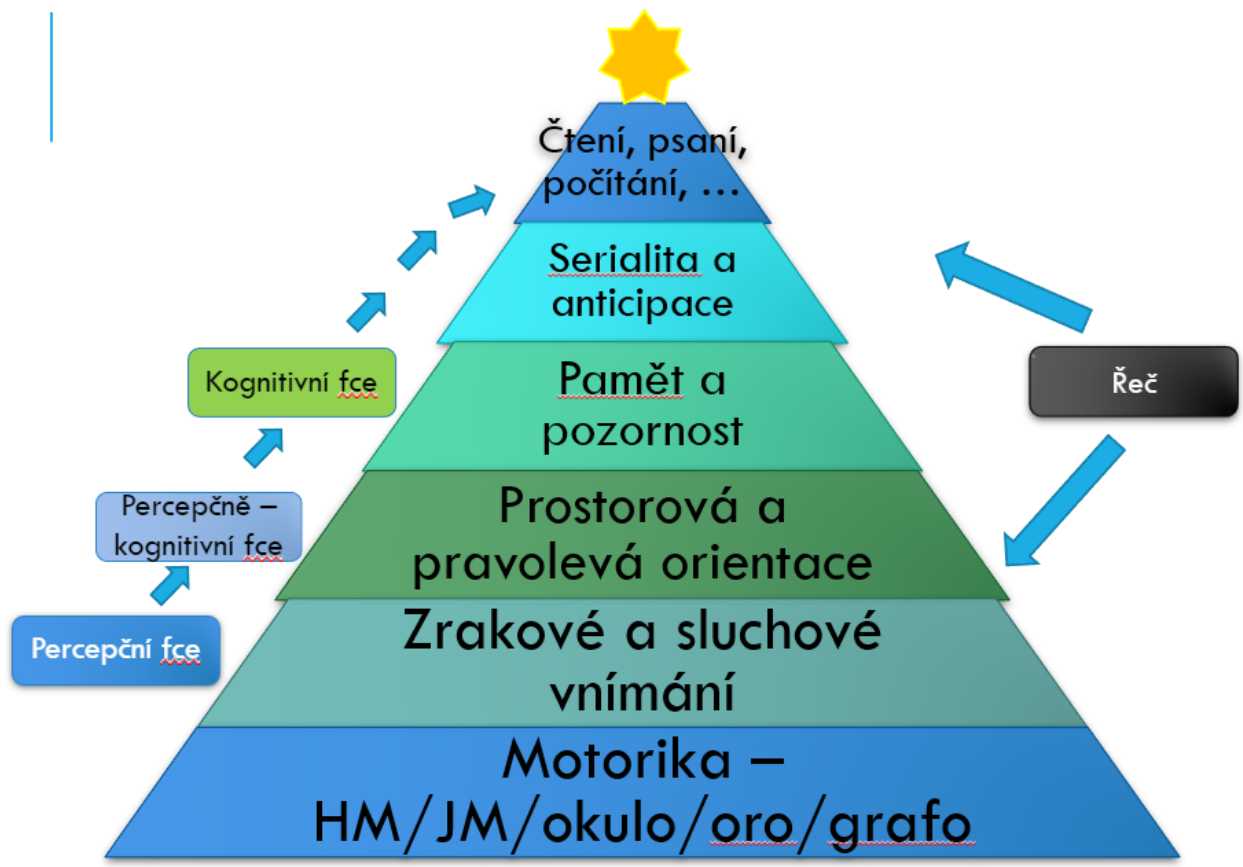 Čtení, psaní,
počítání, ...
Serialita a
anticipace
Kognitivní fce
Paměť a
pozornost
Řeč
Percepčně –
kognitivní fce
Prostorová a
pravolevá orientace
Percepční fce
Zrakové a sluchové
vnímání
Motorika –
HM/JM/okulo/oro/grafo